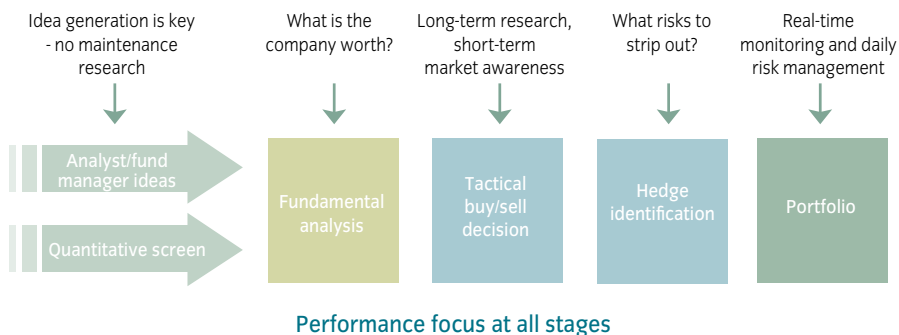 Idea generation is key
- no maintenance
research
What is the
company worth?
Long-term research,
short-term
market awareness
What risks to
strip out?
Real-time
monitoring and daily
risk management
Analyst/fund
manager ideas
Quantitative screen
Fundamental
analysis
Tactical
buy/sell
decision
Hedge
identification
Portfolio
Performance focus at all stages